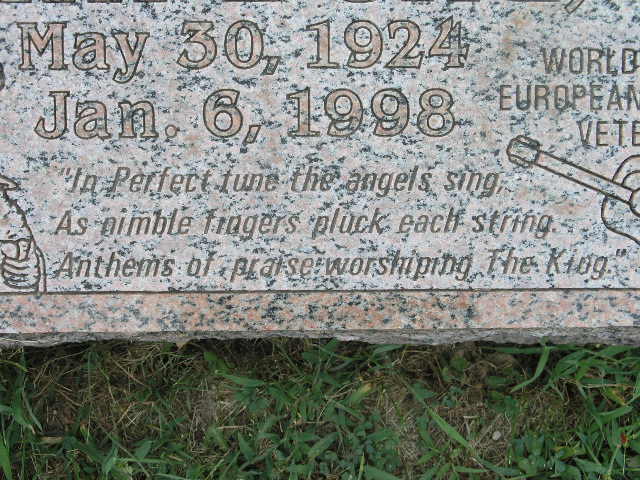 May 30, 1924
Jan. 6, 1998
WORLD
EUROPEAN
"In Perfect tune the angels sing,
As nimble fingers pluck each string.
Anthems of praise worshiping The King."